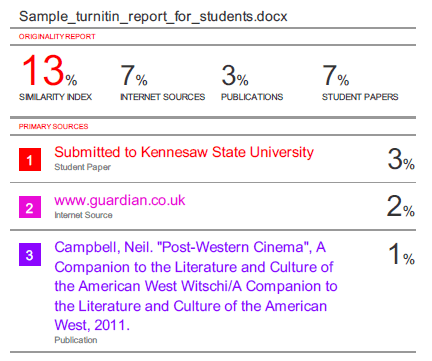 Sample_turnitin_report_for_students.docx
ORIGINALITY REPORT
13% 7% 3% 7%
SIMILARITY INDEX INTERNET SOURCES PUBLICATIONS STUDENT PAPERS
PRIMARY SOURCES
1 Submitted to Kennesaw State University 3%
Student Paper
2 www.guardian.co.uk 2%
Internet Source
3 Campbell, Neil. "Post-Western Cinema", A 1%
Companion to the Literature and Culture of
the American West Witschi/A Companion to
the Literature and Culture of the American
West, 2011.
Publication